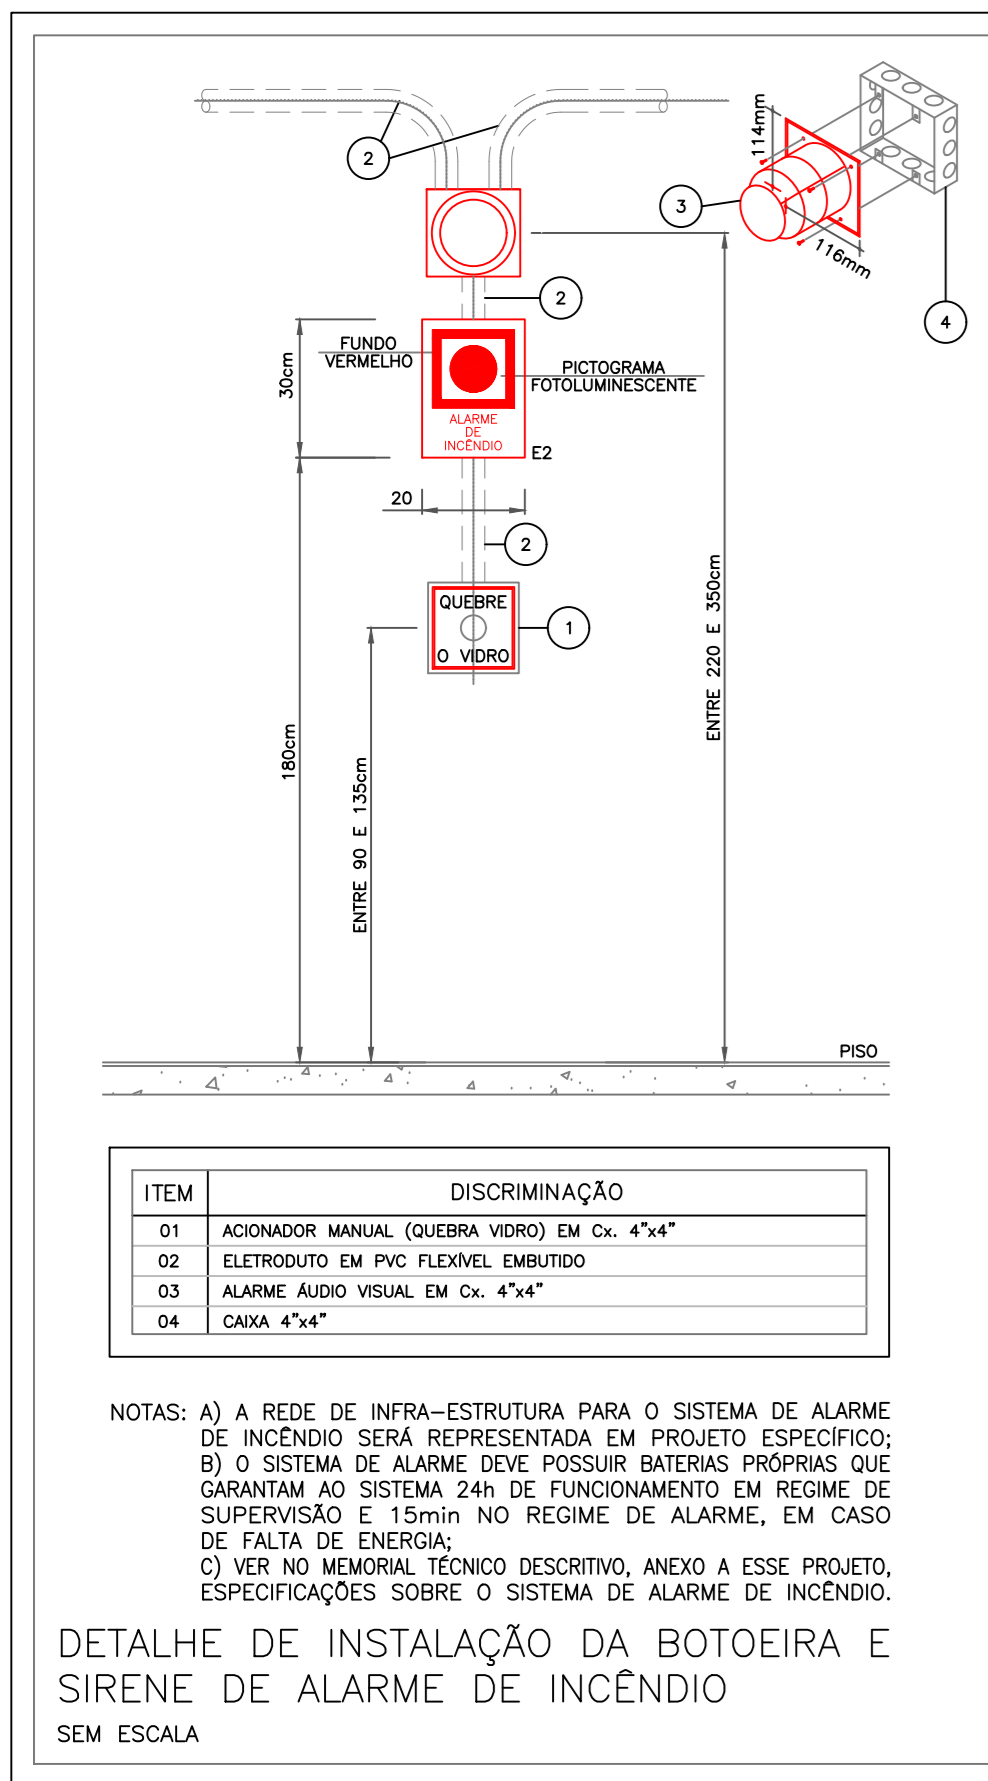 2
114mm
3
116mm
4
2
FUNDO
VERMELHO
30cm
PICTOGRAMA
FOTOLUMINESCENTE
ALARME
DE
INCÊNDIO
E2
20
2
QUEBRE
O VIDRO
1
180cm
ENTRE 90 E 135cm
ENTRE 220 E 350cm
PISO
ITEM DISCRIMINAÇÃO
01 ACIONADOR MANUAL (QUEBRA VIDRO) EM Cx. 4”x4”
02 ELETRODUTO EM PVC FLEXÍVEL EMBUTIDO
03 ALARME ÁUDIO VISUAL EM Cx. 4”x4”
04 CAIXA 4”x4”
NOTAS: A) A REDE DE INFRA-ESTRUTURA PARA O SISTEMA DE ALARME
DE INCÊNDIO SERÁ REPRESENTADA EM PROJETO ESPECÍFICO;
B) O SISTEMA DE ALARME DEVE POSSUIR BATERIAS PRÓPRIAS QUE
GARANTAM AO SISTEMA 24h DE FUNCIONAMENTO EM REGIME DE
SUPERVISÃO E 15min NO REGIME DE ALARME, EM CASO
DE FALTA DE ENERGIA;
C) VER NO MEMORIAL TÉCNICO DESCRITIVO, ANEXO A ESSE PROJETO,
ESPECIFICAÇÕES SOBRE O SISTEMA DE ALARME DE INCÊNDIO.
DETALHE DE INSTALAÇÃO DA BOTOEIRA E
SIRENE DE ALARME DE INCÊNDIO
SEM ESCALA